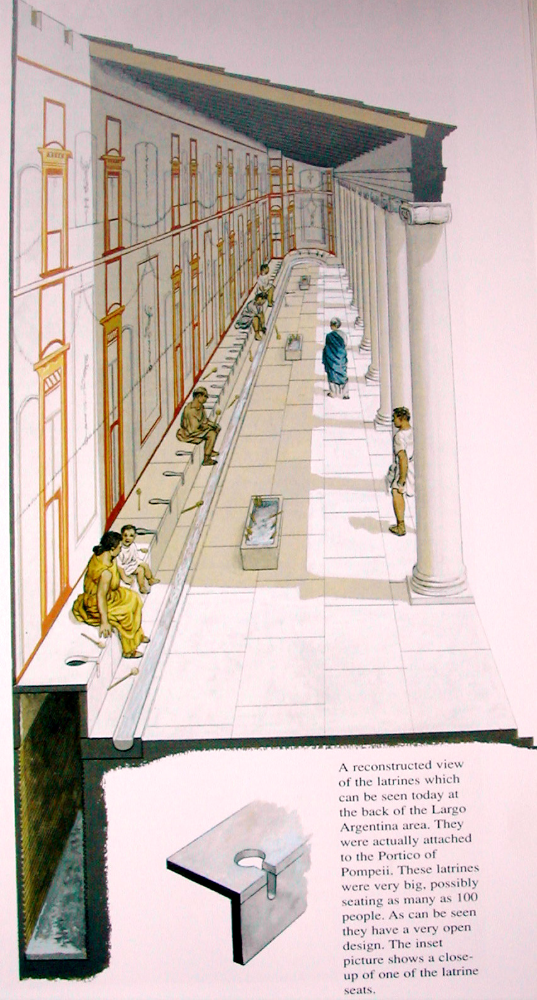 A reconstructed view
of the latrines which
can be seen today at
the back of the Largo
Argentina area. They
were actually attached
to the Portico of
Pompeii. These latrines
were very big, possibly
seating as many as 100
people. As can be seen
they have a very open
design. The inset
picture shows a close-
up of one of the latrine
seats.